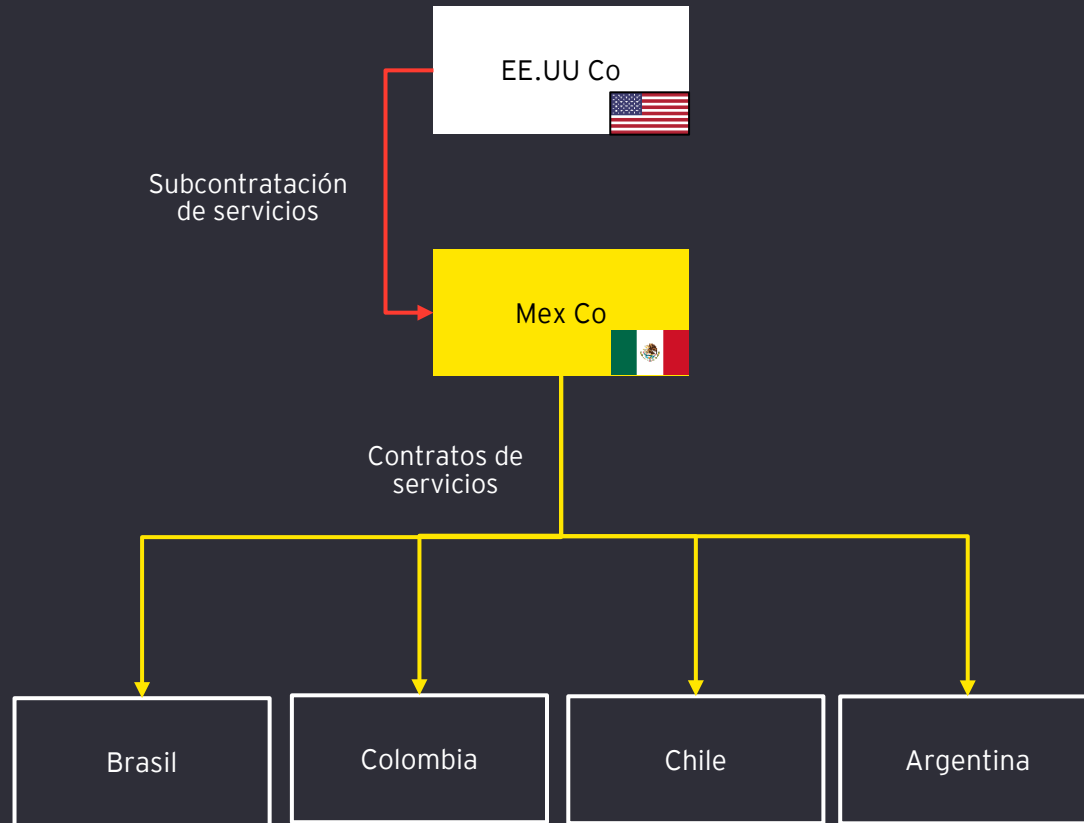 EE.UU Co
Subcontratación
de servicios
Mex Co
Contratos de
servicios
Brasil
Colombia
Chile
Argentina